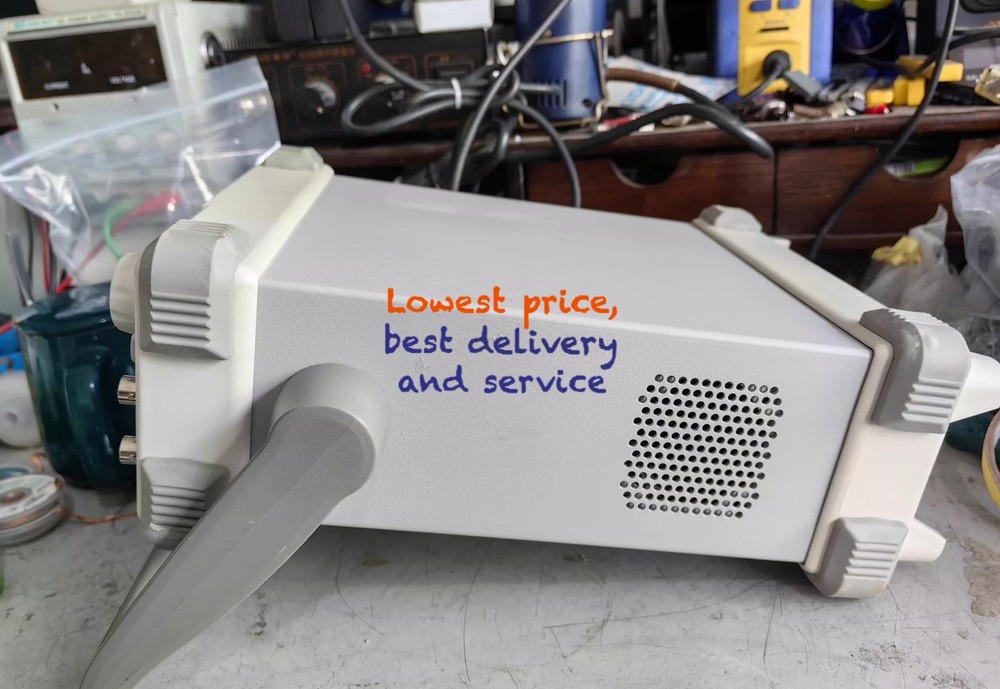 Lowest price,
best delivery
and service